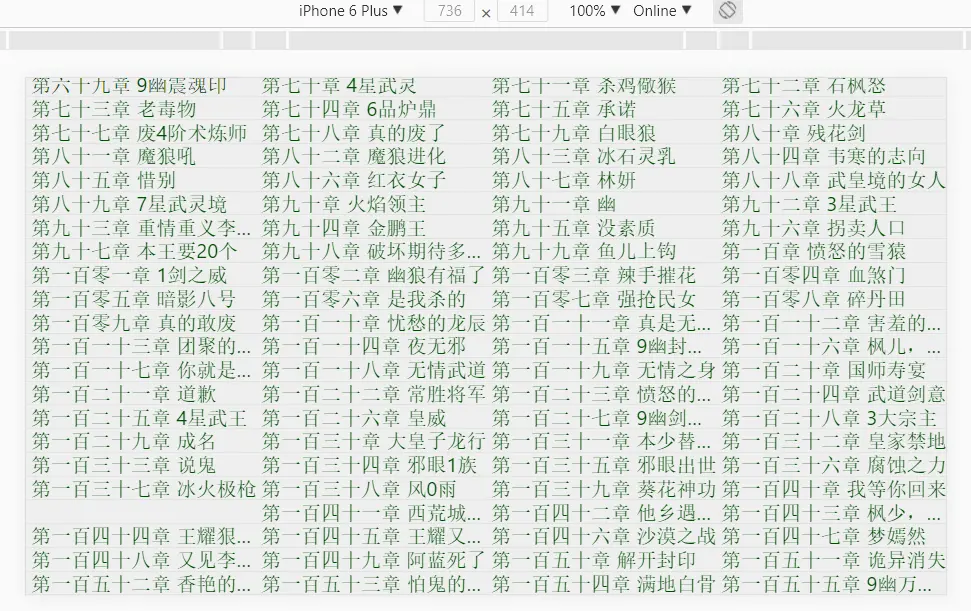 iPhone 6 Plus ▼ 736 × 414 100% ▼ Online ▼
第六十九章 9幽震魂印 第七十章 4星武灵 第七十一章 杀鸡儆猴 第七十二章 石枫怒
第七十三章 老毒物 第七十四章 6品炉鼎 第七十五章 承诺 第七十六章 火龙草
第七十七章 废4阶术炼师 第七十八章 真的废了 第七十九章 白眼狼 第八十章 残花剑
第八十一章 魔狼吼 第八十二章 魔狼进化 第八十三章 冰石灵乳 第八十四章 韦寒的志向
第八十五章 惜别 第八十六章 红衣女子 第八十七章 林妍 第八十八章 武皇境的女人
第八十九章 7星武灵境 第九十章 火焰领主 第九十一章 幽 第九十二章 3星武王
第九十三章 重情重义李... 第九十四章 金鹏王 第九十五章 没素质 第九十六章 拐卖人口
第九十七章 本王要20个 第九十八章 破坏期待多... 第九十九章 鱼儿上钩 第一百章 愤怒的雪猿
第一百零一章 1剑之威 第一百零二章 幽狼有福了 第一百零三章 辣手摧花 第一百零四章 血煞门
第一百零五章 暗影八号 第一百零六章 是我杀的 第一百零七章 强抢民女 第一百零八章 碎丹田
第一百零九章 真的敢废 第一百一十章 忧愁的龙辰 第一百一十一章 真是无... 第一百一十二章 害羞的...
第一百一十三章 团聚的... 第一百一十四章 夜无邪 第一百一十五章 9幽封... 第一百一十六章 枫儿，...
第一百一十七章 你就是... 第一百一十八章 无情武道 第一百一十九章 无情之身 第一百二十章 国师寿宴
第一百二十一章 道歉 第一百二十二章 常胜将军 第一百二十三章 愤怒的... 第一百二十四章 武道剑意
第一百二十五章 4星武王 第一百二十六章 皇威 第一百二十七章 9幽剑... 第一百二十八章 3大宗主
第一百二十九章 成名 第一百三十章 大皇子龙行 第一百三十一章 本少替... 第一百三十二章 皇家禁地
第一百三十三章 说鬼 第一百三十四章 邪眼1族 第一百三十五章 邪眼出世 第一百三十六章 腐蚀之力
第一百三十七章 冰火极枪 第一百三十八章 风0雨 第一百三十九章 葵花神功 第一百四十章 我等你回来
第一百四十一章 西荒城... 第一百四十二章 他乡遇... 第一百四十三章 枫少，...
第一百四十四章 王耀狠... 第一百四十五章 王耀又... 第一百四十六章 沙漠之战 第一百四十七章 梦嫣然
第一百四十八章 又见李... 第一百四十九章 阿蓝死了 第一百五十章 解开封印 第一百五十一章 诡异消失
第一百五十二章 香艳的... 第一百五十三章 怕鬼的... 第一百五十四章 满地白骨 第一百五十五章 9幽万...